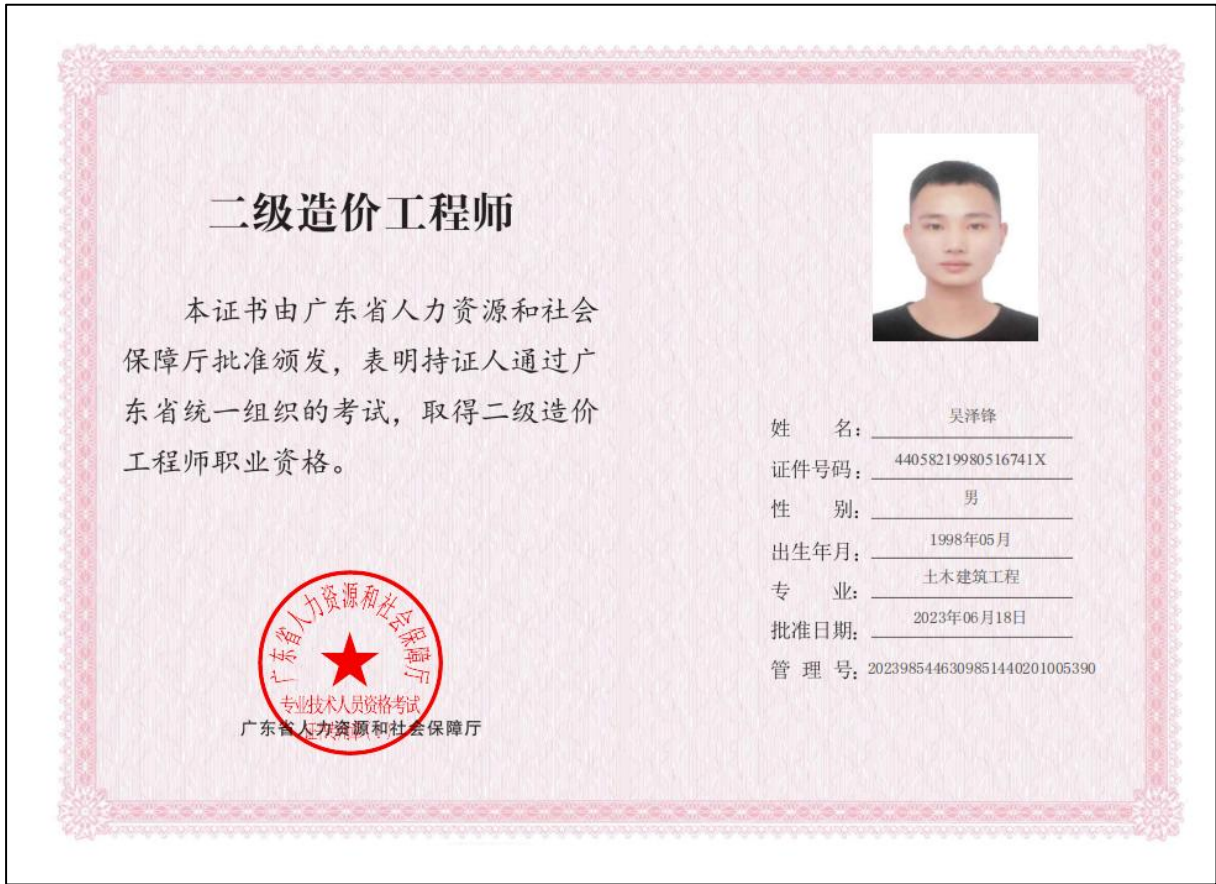 二级造价工程师
本证书由广东省人力资源和社会
保障厅批准颁发，表明持证人通过广
东省统一组织的考试，取得二级造价
工程师职业资格。
广东省人力资源和社会保障厅
专业技术人员资格考试
广东省人力资源和社会保障厅
姓 名：吴泽锋
证件号码：44058219980516741X
性 别：男
出生年月：1998年05月
专 业：土木建筑工程
批准日期：2023年06月18日
管 理 号：2023985446309851440201005390